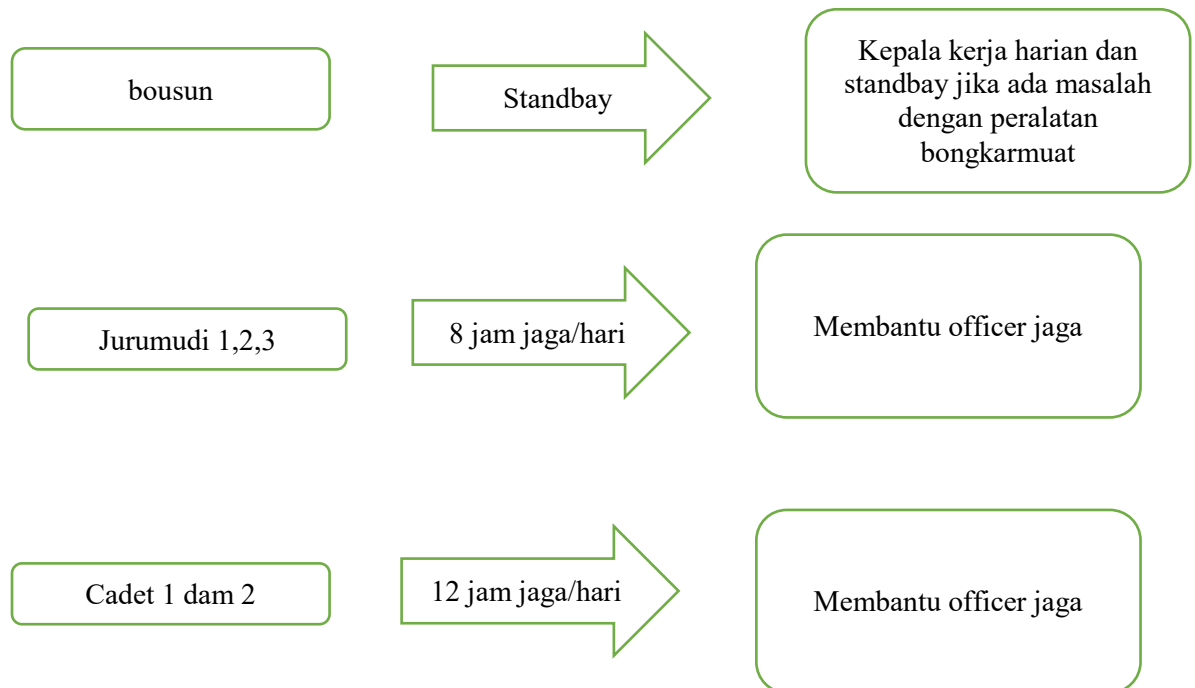 bousun
Standbay
Kepala kerja harian dan
standbay jika ada masalah
dengan peralatan
bongkarmuat
Jurumudi 1,2,3
8 jam jaga/hari
Membantu officer jaga
Cadet 1 dam 2
12 jam jaga/hari
Membantu officer jaga